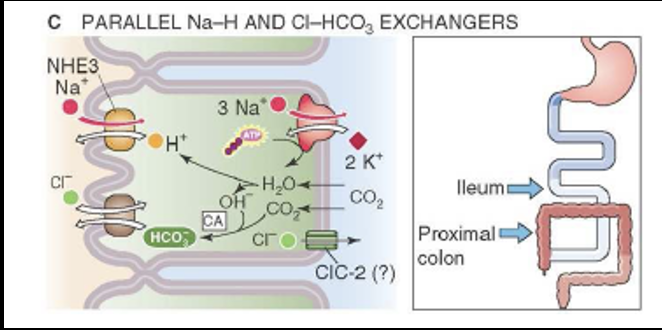 C PARALLEL Na–H AND Cl–HCO₃ EXCHANGERS
NHE3
Na⁺
3 Na⁺
ATP
H⁺
2 K⁺
Cl⁻
H₂O
OH⁻
CO₂
CO₂
CA
HCO₃⁻
Cl⁻
ClC-2 (?)
Ileum
Proximal
colon